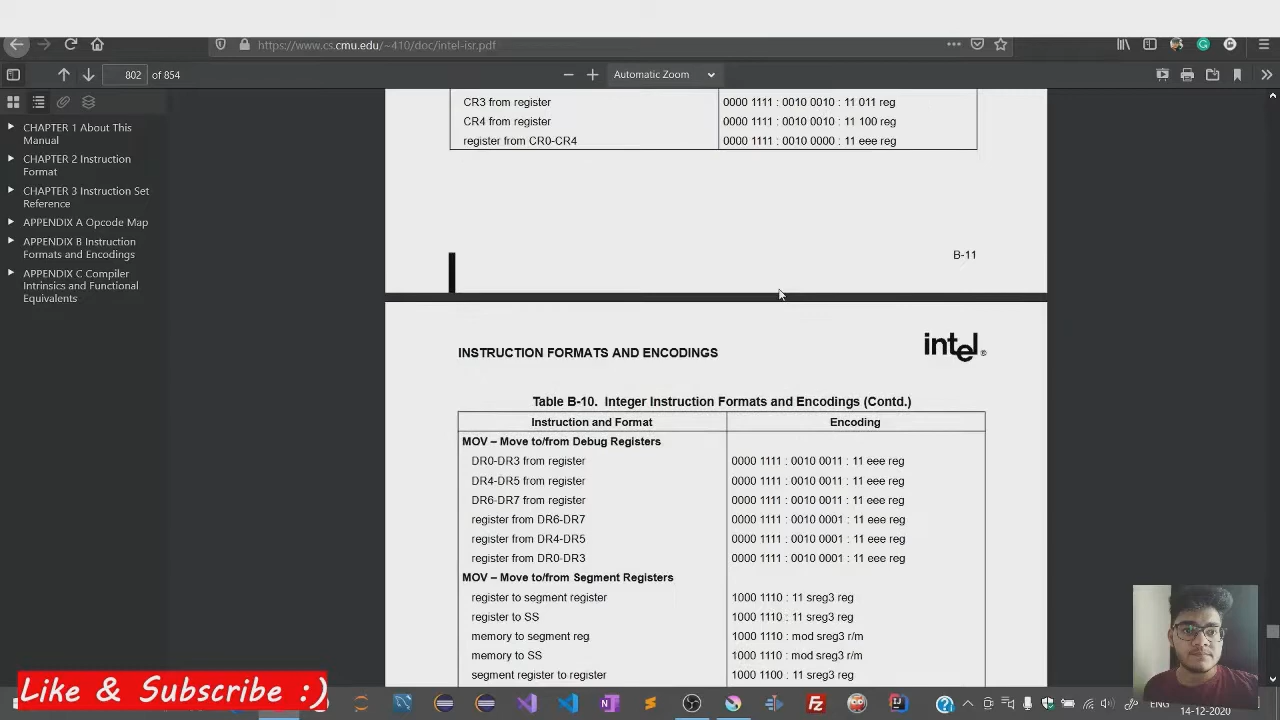 https://www.cs.cmu.edu/~410/doc/intel-isr.pdf
802 of 854
Automatic Zoom
CHAPTER 1 About This
Manual
CHAPTER 2 Instruction
Format
CHAPTER 3 Instruction Set
Reference
APPENDIX A Opcode Map
APPENDIX B Instruction
Formats and Encodings
APPENDIX C Compiler
Intrinsics and Functional
Equivalents
CR3 from register 0000 1111 : 0010 0010 : 11 011 reg
CR4 from register 0000 1111 : 0010 0010 : 11 100 reg
register from CR0-CR4 0000 1111 : 0010 0000 : 11 eee reg
B-11
INSTRUCTION FORMATS AND ENCODINGS
intel®
Table B-10. Integer Instruction Formats and Encodings (Contd.)
Instruction and Format Encoding
MOV – Move to/from Debug Registers
DR0-DR3 from register 0000 1111 : 0010 0011 : 11 eee reg
DR4-DR5 from register 0000 1111 : 0010 0011 : 11 eee reg
DR6-DR7 from register 0000 1111 : 0010 0011 : 11 eee reg
register from DR6-DR7 0000 1111 : 0010 0001 : 11 eee reg
register from DR4-DR5 0000 1111 : 0010 0001 : 11 eee reg
register from DR0-DR3 0000 1111 : 0010 0001 : 11 eee reg
MOV – Move to/from Segment Registers
register to segment register 1000 1110 : 11 sreg3 reg
register to SS 1000 1110 : 11 sreg3 reg
memory to segment reg 1000 1110 : mod sreg3 r/m
memory to SS 1000 1110 : mod sreg3 r/m
segment register to register 1000 1100 : 11 sreg3 reg
Like & Subscribe :)
ENG
14-12-2020